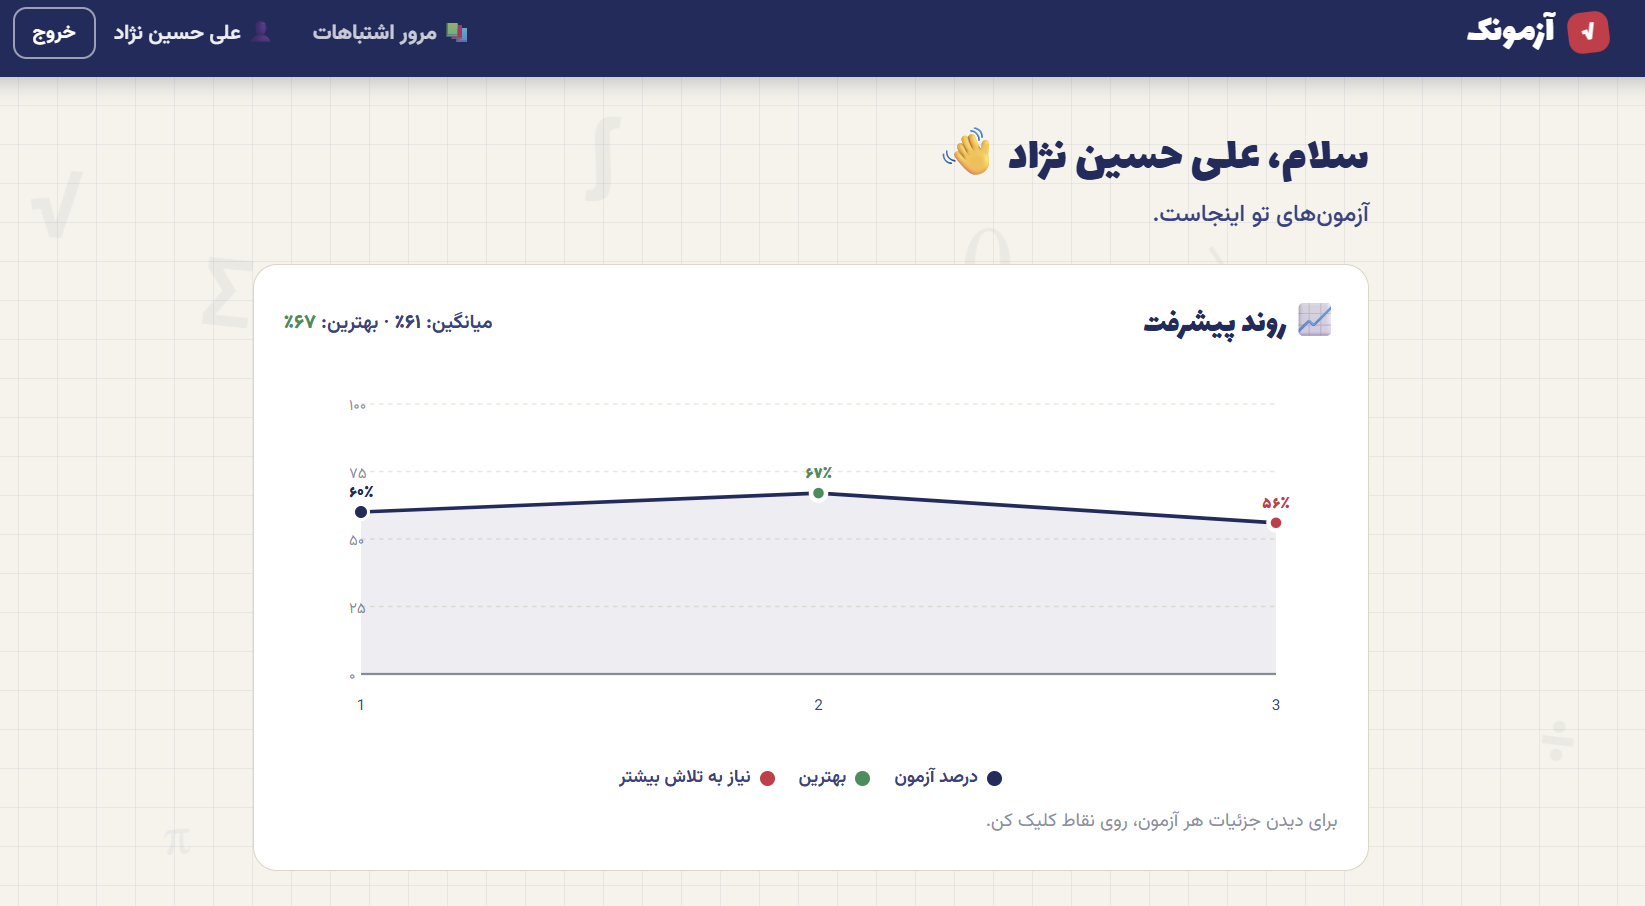 آزمونک
مرور اشتباهات
علی حسین نژاد
خروج
سلام، علی حسین نژاد
آزمون‌های تو اینجاست.
روند پیشرفت
میانگین: ۶۱٪ · بهترین: ۶۷٪
۱۰۰
۷۵
۵۰
۲۵
۰
۶۰٪
۶۷٪
۵۶٪
1 2 3
درصد آزمون
بهترین
نیاز به تلاش بیشتر
برای دیدن جزئیات هر آزمون، روی نقاط کلیک کن.
√
∑
∫
π
÷